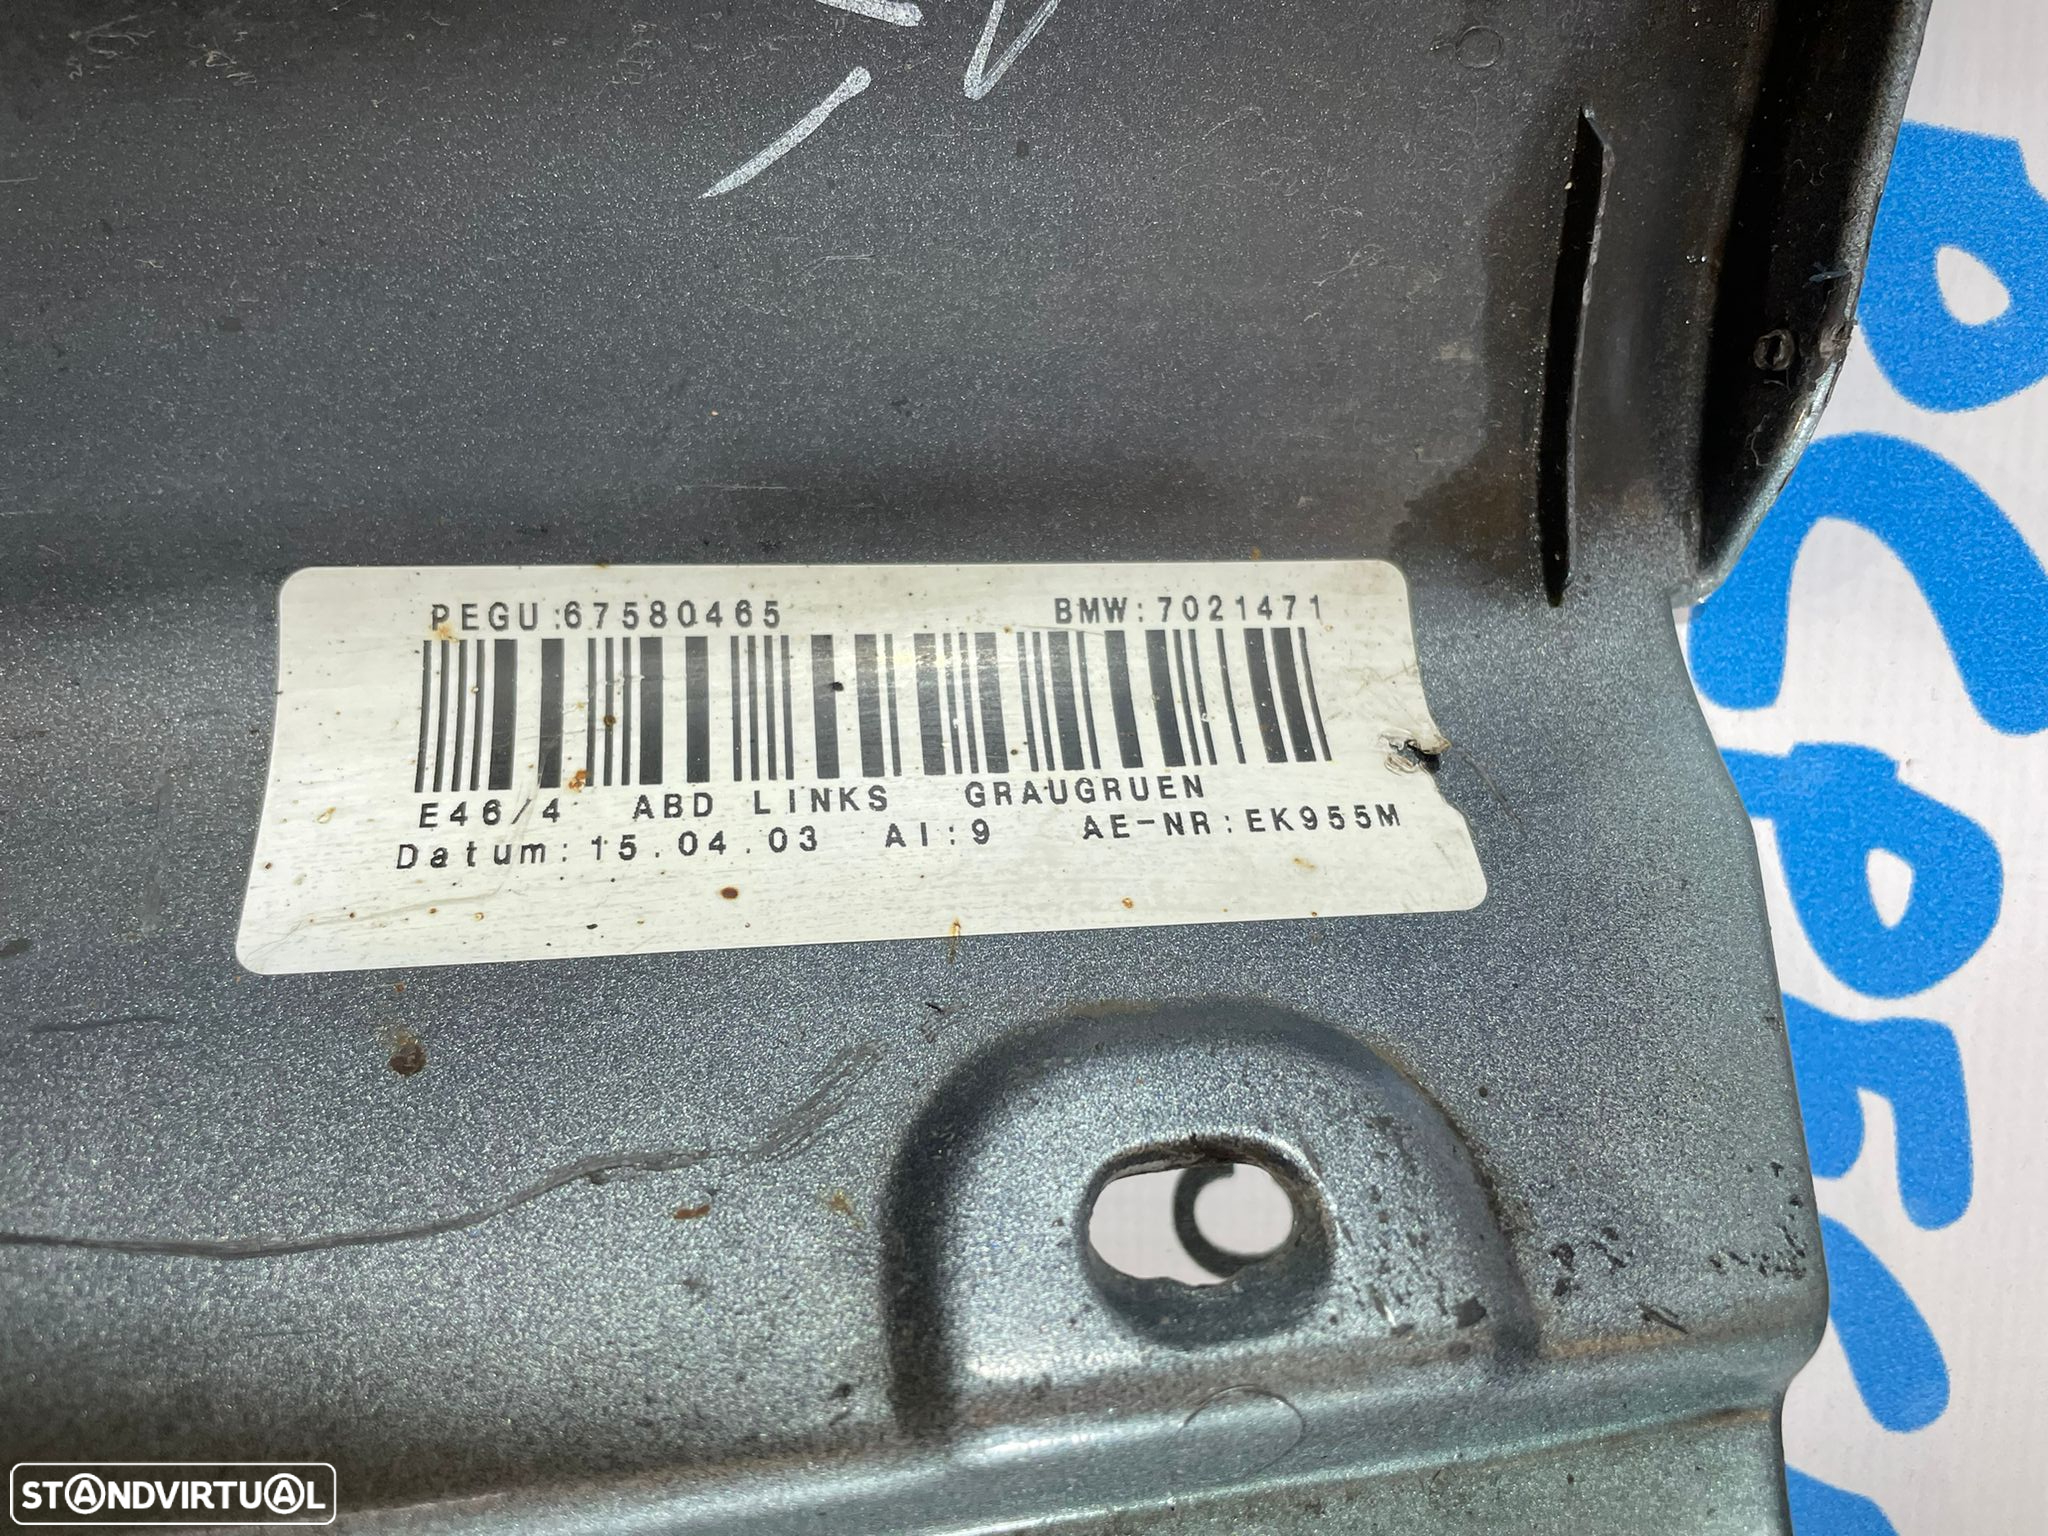 PEGU:67580465 BMW:7021471
E46/4 ABD LINKS GRAUGRUEN
Datum:15.04.03 AI:9 AE-NR:EK955M
STANDVIRTUAL